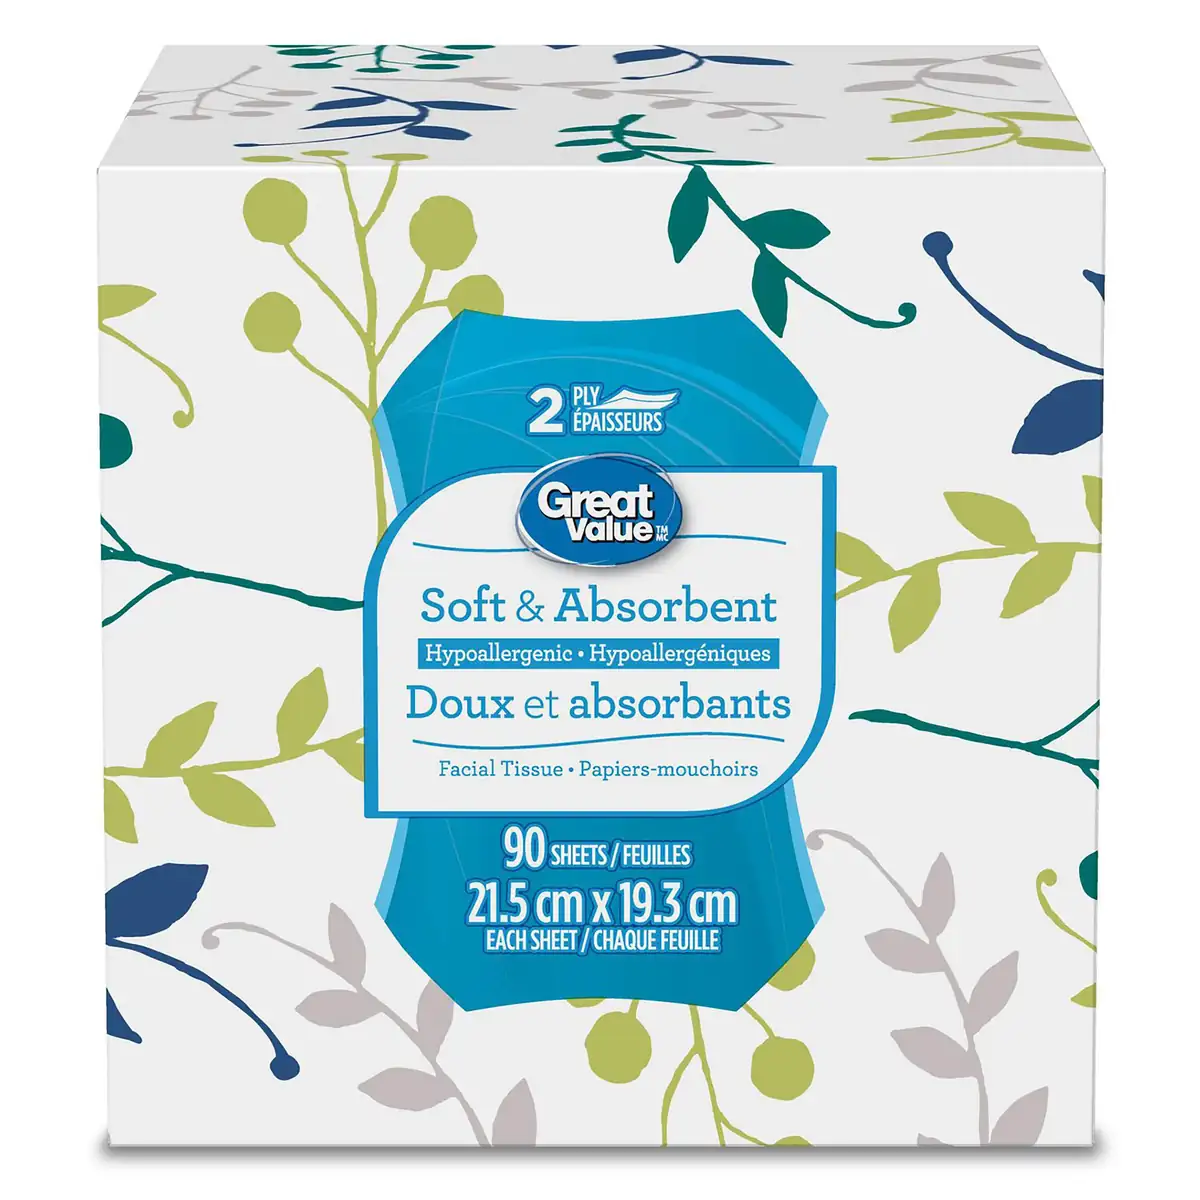 2 PLY
ÉPAISSEURS
Great
Value TM
MC
Soft & Absorbent
Hypoallergenic • Hypoallergéniques
Doux et absorbants
Facial Tissue • Papiers-mouchoirs
90 SHEETS / FEUILLES
21.5 cm x 19.3 cm
EACH SHEET / CHAQUE FEUILLE